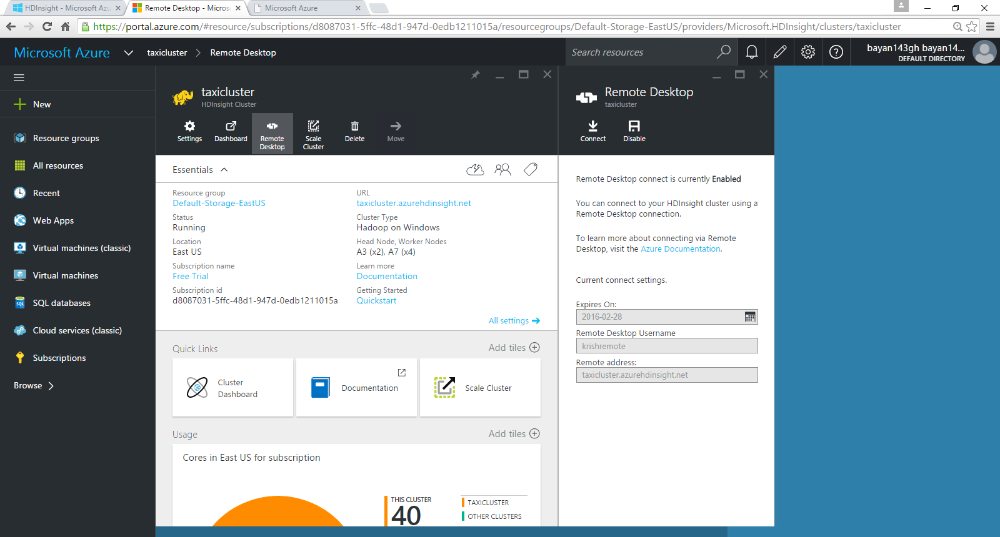 HDInsight - Microsoft Azu
Remote Desktop - Micros
Microsoft Azure
https://portal.azure.com/#resource/subscriptions/d8087031-5ffc-48d1-947d-0edb1211015a/resourcegroups/Default-Storage-EastUS/providers/Microsoft.HDInsight/clusters/taxicluster
Microsoft Azure
taxicluster
Remote Desktop
Search resources
bayan143gh bayan14...
DEFAULT DIRECTORY
New
Resource groups
All resources
Recent
Web Apps
Virtual machines (classic)
Virtual machines
SQL databases
Cloud services (classic)
Subscriptions
Browse
taxicluster
HDInsight Cluster
Settings
Dashboard
Remote Desktop
Scale Cluster
Delete
Move
Essentials
Resource group
Default-Storage-EastUS
Status
Running
Location
East US
Subscription name
Free Trial
Subscription id
d8087031-5ffc-48d1-947d-0edb1211015a
URL
taxicluster.azurehdinsight.net
Cluster Type
Hadoop on Windows
Head Node, Worker Nodes
A3 (x2), A7 (x4)
Learn more
Documentation
Getting Started
Quickstart
All settings
Quick Links
Add tiles
Cluster
Dashboard
Documentation
Scale Cluster
Usage
Add tiles
Cores in East US for subscription
THIS CLUSTER
40
TAXICLUSTER
OTHER CLUSTERS
Remote Desktop
taxicluster
Connect
Disable
Remote Desktop connect is currently Enabled
You can connect to your HDInsight cluster using a
Remote Desktop connection.
To learn more about connecting via Remote
Desktop, visit the Azure Documentation.
Current connect settings.
Expires On:
2016-02-28
Remote Desktop Username
krishremote
Remote address:
taxicluster.azurehdinsight.net